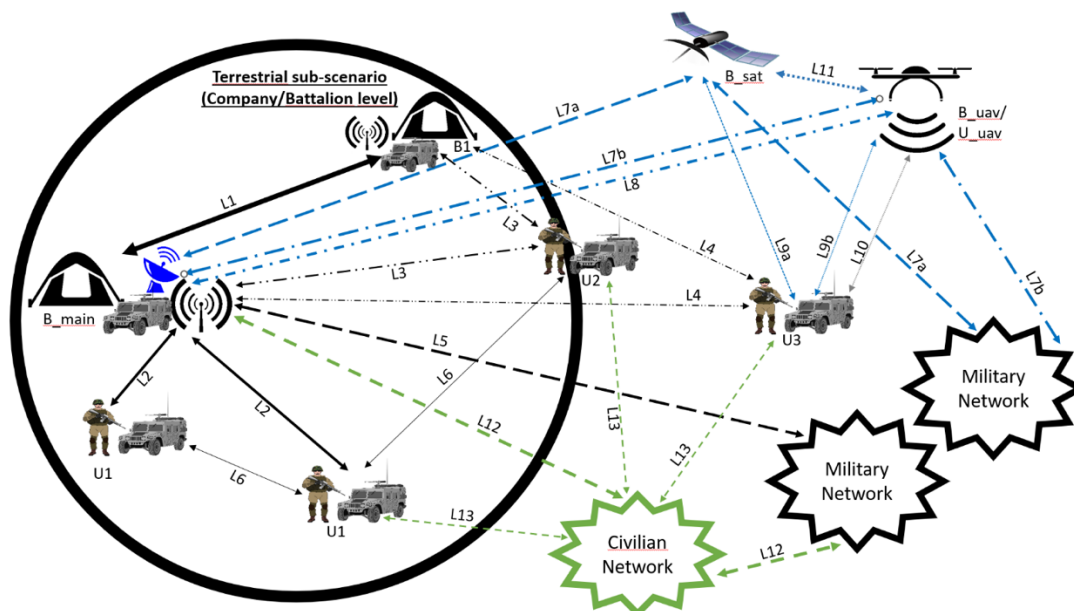 Terrestrial sub-scenario
(Company/Battalion level)
B_sat
L11
B_uav/
U_uav
L7a
B1
L7b
L8
L1
L3
L3
L4
L9a
L9b
L10
L7a
L7b
U2
L4
U3
B_main
L5
L2
L2
L6
L12
L13
L13
U1
L6
U1
L13
Military
Network
Military
Network
Civilian
Network
L12